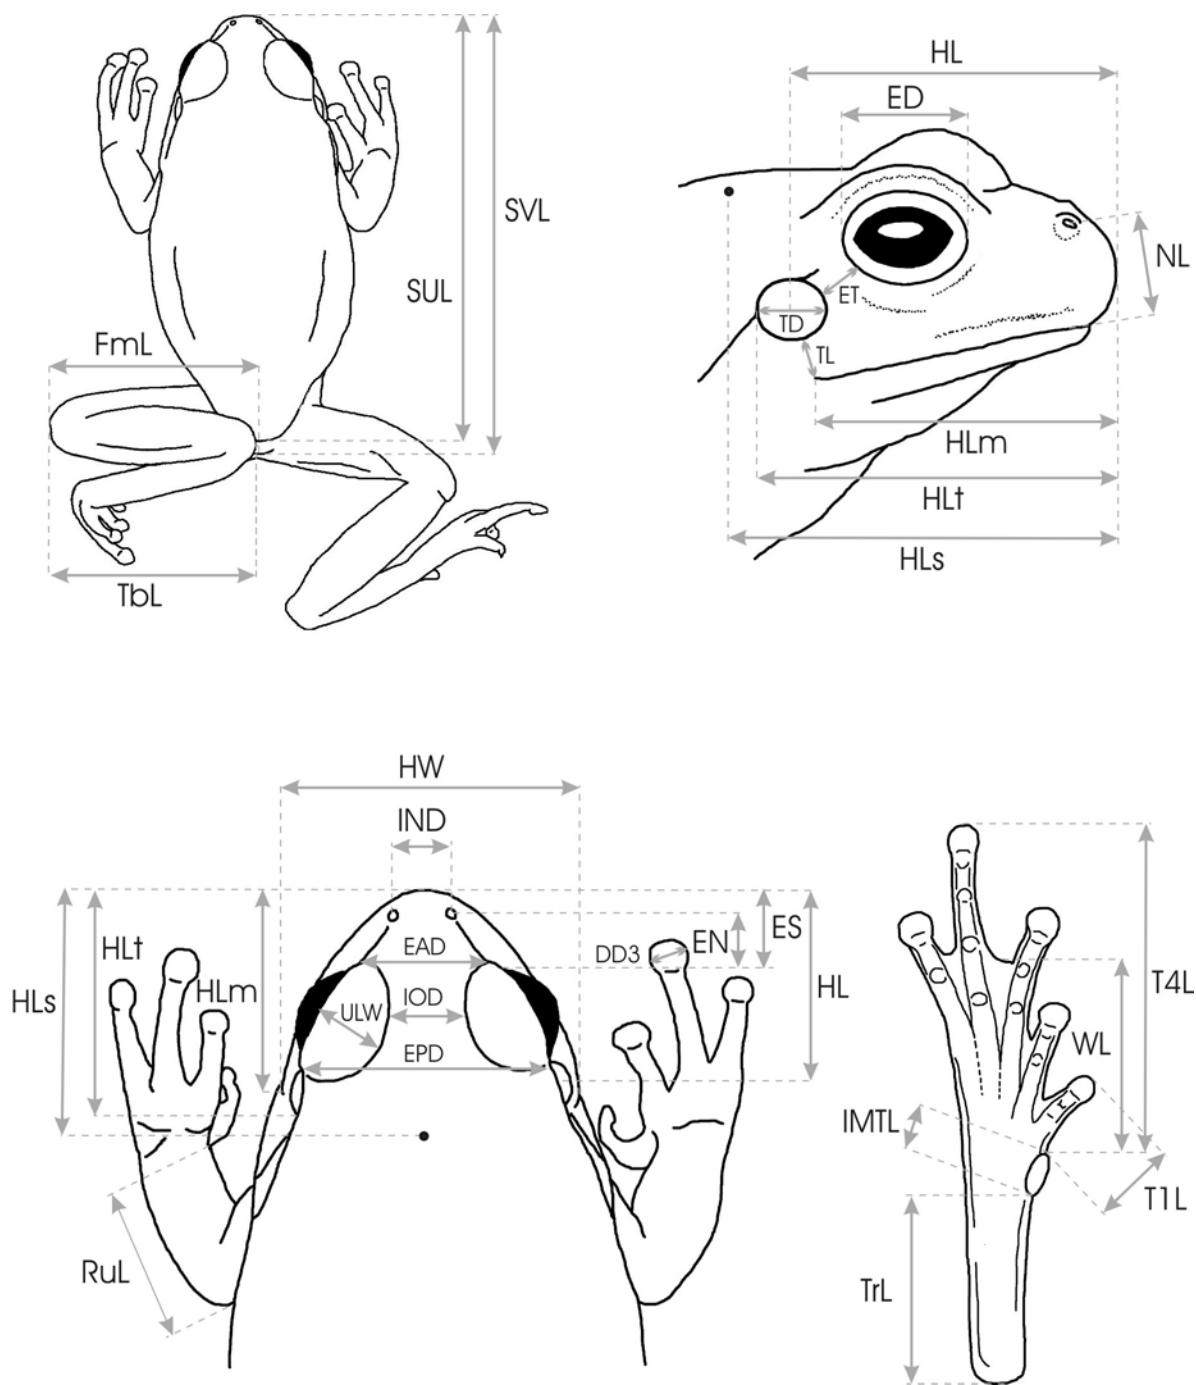 SVL
SUL
FmL
TbL
HL
ED
NL
ET
TD
TL
HLm
HLt
HLs
HW
IND
HLt
HLs
HLm
EAD
ULW
IOD
EPD
DD3
EN
ES
HL
RuL
T4L
WL
IMTL
T1L
TrL